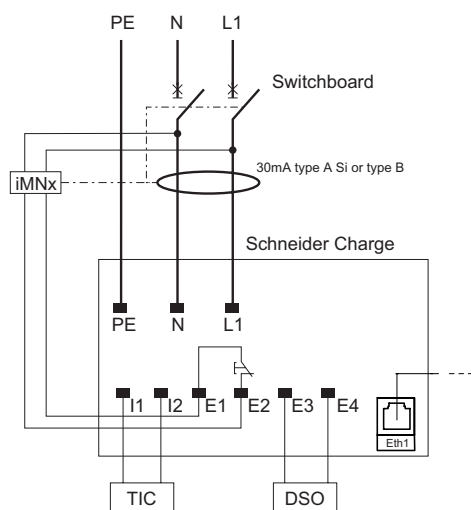 PE N L1
Switchboard
30mA type A Si or type B
iMNx
Schneider Charge
PE N L1
I1 I2 E1 E2 E3 E4
Eth1
TIC DSO